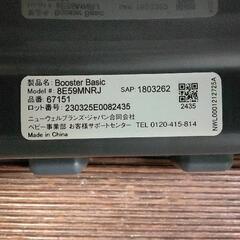 製品名: Booster Basic
Model #: 8E59MNRJ SAP 1803262
品番: 67151
ロット番号: 230325E0082435
2435
ニューウェルブランズ・ジャパン合同会社
ベビー事業部 お客様サポートセンター TEL 0120-415-814
NWL0001212725A